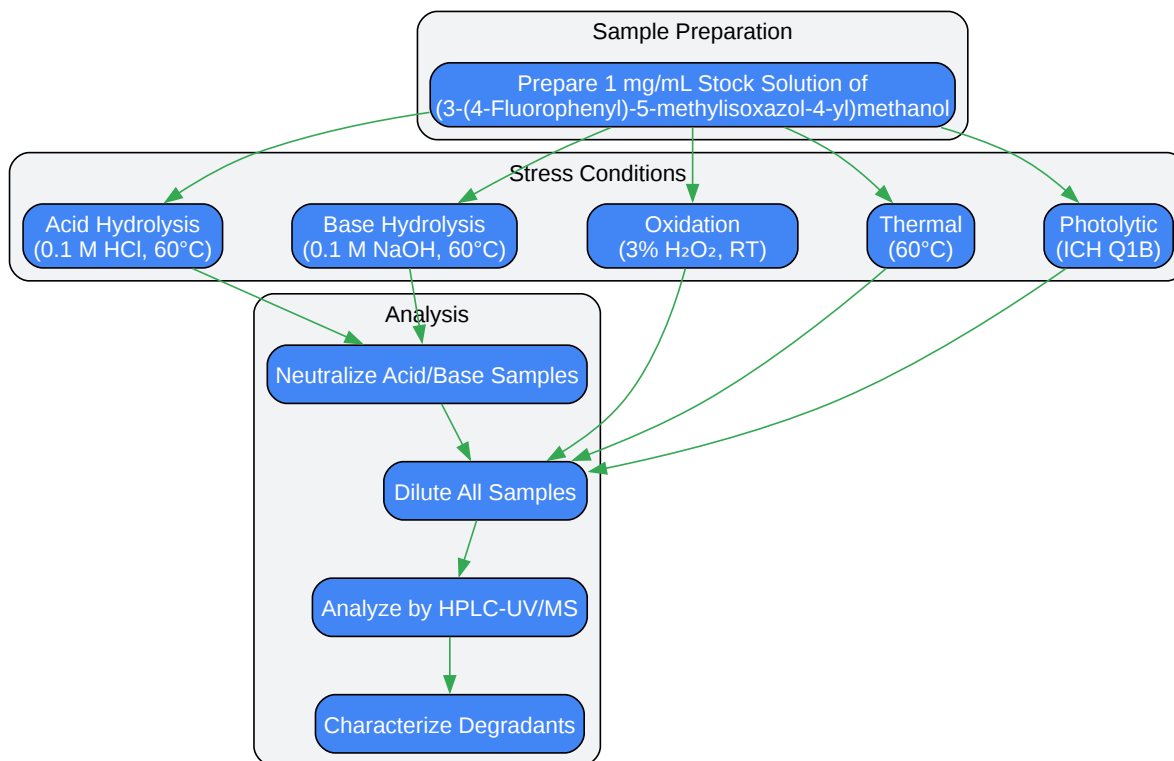 Sample Preparation
Prepare 1 mg/mL Stock Solution of
(3-(4-Fluorophenyl)-5-methylisoxazol-4-yl)methanol
Stress Conditions
Acid Hydrolysis
(0.1 M HCl, 60°C)
Base Hydrolysis
(0.1 M NaOH, 60°C)
Oxidation
(3% H₂O₂, RT)
Thermal
(60°C)
Photolytic
(ICH Q1B)
Analysis
Neutralize Acid/Base Samples
Dilute All Samples
Analyze by HPLC-UV/MS
Characterize Degradants